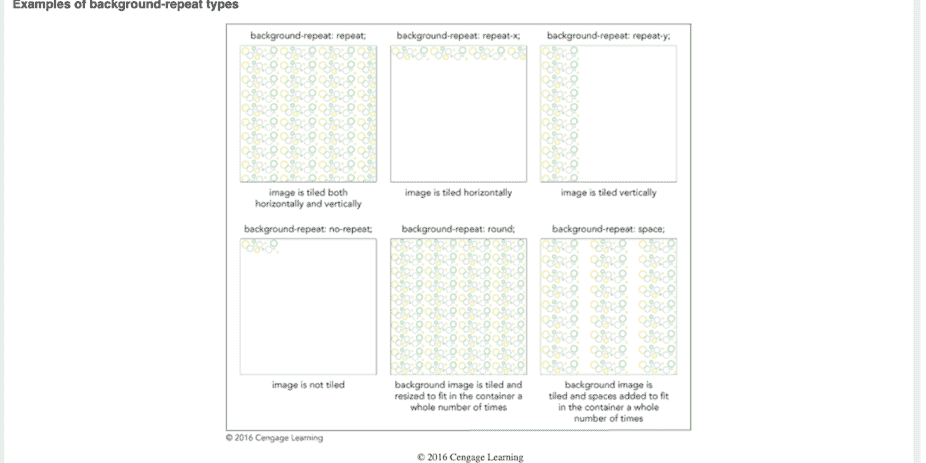 Examples of background-repeat types
background-repeat: repeat;
background-repeat: repeat-x;
background-repeat: repeat-y;
image is tiled both
horizontally and vertically
image is tiled horizontally
image is tiled vertically
background-repeat: no-repeat;
background-repeat: round;
background-repeat: space;
image is not tiled
background image is tiled and
resized to fit in the container a
whole number of times
background image is
tiled and spaces added to fit
in the container a whole
number of times
© 2016 Cengage Learning
© 2016 Cengage Learning